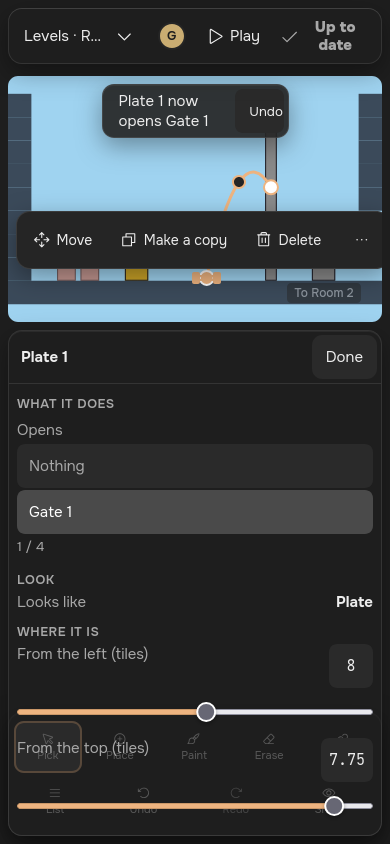 Levels · R...
G
Play
Up to date
Plate 1 now
opens Gate 1
Undo
Move
Make a copy
Delete
...
To Room 2
Plate 1
Done
WHAT IT DOES
Opens
Nothing
Gate 1
1 / 4
LOOK
Looks like
Plate
WHERE IT IS
From the left (tiles)
8
From the top (tiles)
7.75
Pick
Place
Paint
Erase
List
Undo
Redo